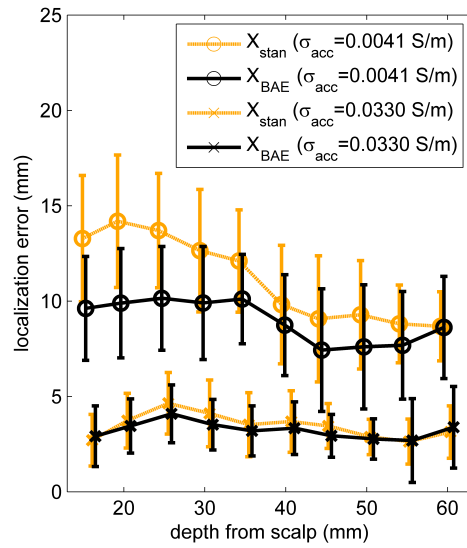 25
20
15
10
5
0
localization error (mm)
X_stan (σ_acc=0.0041 S/m)
X_BAE (σ_acc=0.0041 S/m)
X_stan (σ_acc=0.0330 S/m)
X_BAE (σ_acc=0.0330 S/m)
20 30 40 50 60
depth from scalp (mm)